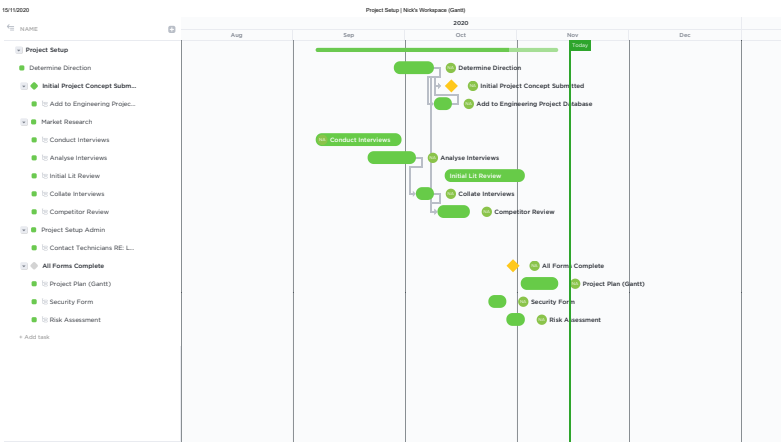 15/11/2020
Project Setup | Nick's Workspace (Gantt)
NAME
2020
Aug
Sep
Oct
Nov
Dec
Today
Project Setup
Determine Direction
Determine Direction
Initial Project Concept Subm...
Initial Project Concept Submitted
Add to Engineering Projec...
Add to Engineering Project Database
Market Research
Conduct Interviews
Conduct Interviews
Analyse Interviews
Analyse Interviews
Initial Lit Review
Initial Lit Review
Collate Interviews
Collate Interviews
Competitor Review
Competitor Review
Project Setup Admin
Contact Technicians RE: L...
All Forms Complete
All Forms Complete
Project Plan (Gantt)
Project Plan (Gantt)
Security Form
Security Form
Risk Assessment
Risk Assessment
+ Add task